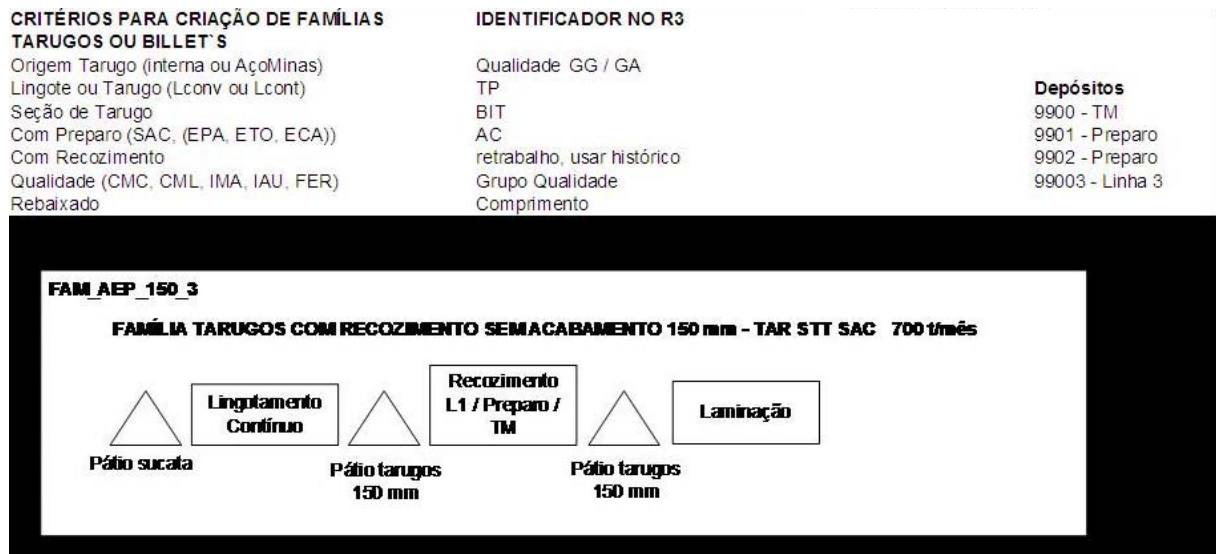 CRITÉRIOS PARA CRIAÇÃO DE FAMÍLIAS
TARUGOS OU BILLET`S
IDENTIFICADOR NO R3
Origem Tarugo (interna ou AçoMinas)
Qualidade GG / GA
Lingote ou Tarugo (Lconv ou Lcont)
TP
Depósitos
Seção de Tarugo
BIT
9900 - TM
Com Preparo (SAC, (EPA, ETO, ECA))
AC
9901 - Preparo
Com Recozimento
retrabalho, usar histórico
9902 - Preparo
Qualidade (CMC, CML, IMA, IAU, FER)
Grupo Qualidade
99003 - Linha 3
Rebaixado
Comprimento
FAM_AEP_150_3
FAMÍLIA TARUGOS COM RECOZIMENTO SEM ACABAMENTO 150 mm - TAR STT SAC 700 t/mês
Lingotamento
Contínuo
Recozimento
L1 / Preparo /
TM
Laminação
Pátio sucata
Pátio tarugos
150 mm
Pátio tarugos
150 mm